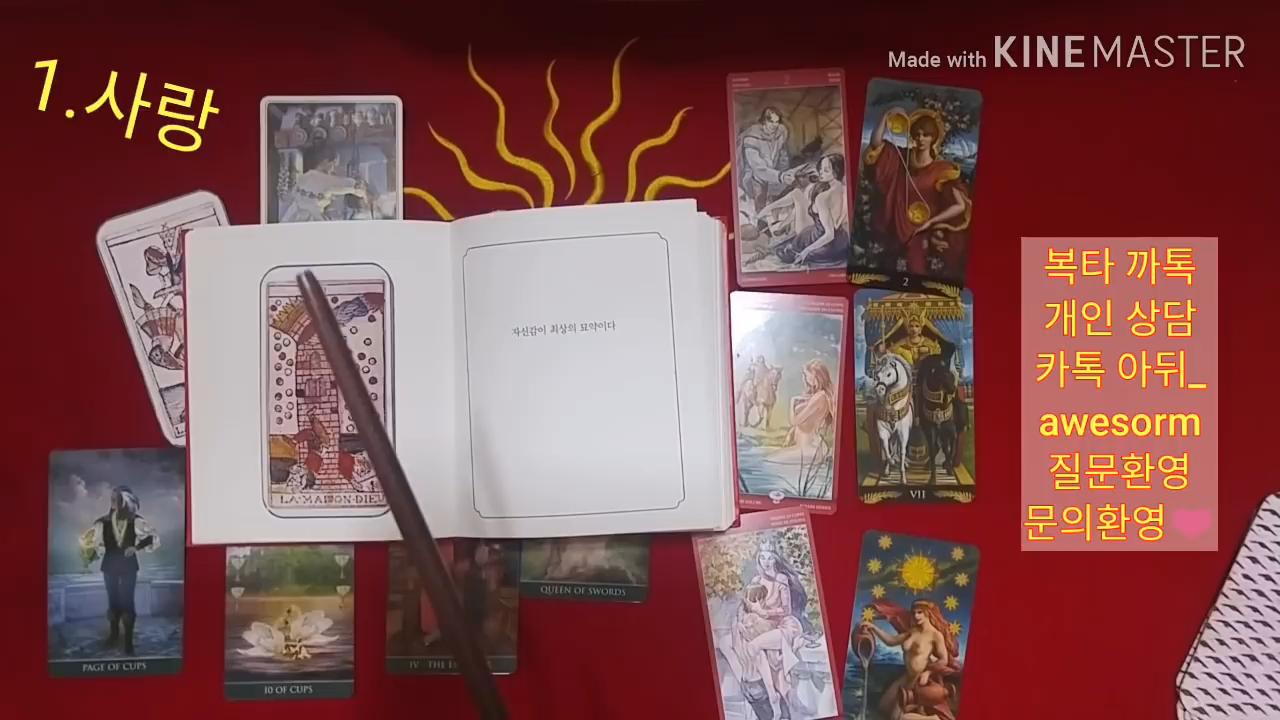 Made with KINEMASTER
1.사랑
2
자신감이 최상의 묘약이다
LA·MAISON·DIEU
VII
PAGE OF CUPS
10 OF CUPS
IV THE
QUEEN OF SWORDS
복타 까톡
개인 상담
카톡 아뒤_
awesorm
질문환영
문의환영